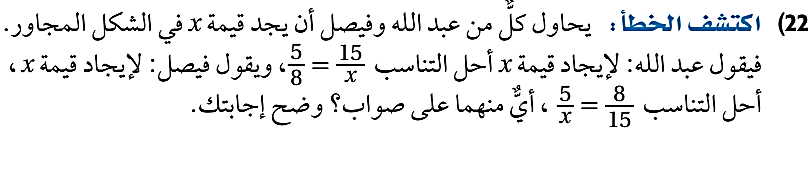 22) اكتشف الخطأ: يحاول كلٌّ من عبد الله وفيصل أن يجد قيمة x في الشكل المجاور.
فيقول عبد الله: لإيجاد قيمة x أحل التناسب 5/8 = 15/x، ويقول فيصل: لإيجاد قيمة x،
أحل التناسب 5/x = 8/15، أيٌّ منهما على صواب؟ وضح إجابتك.